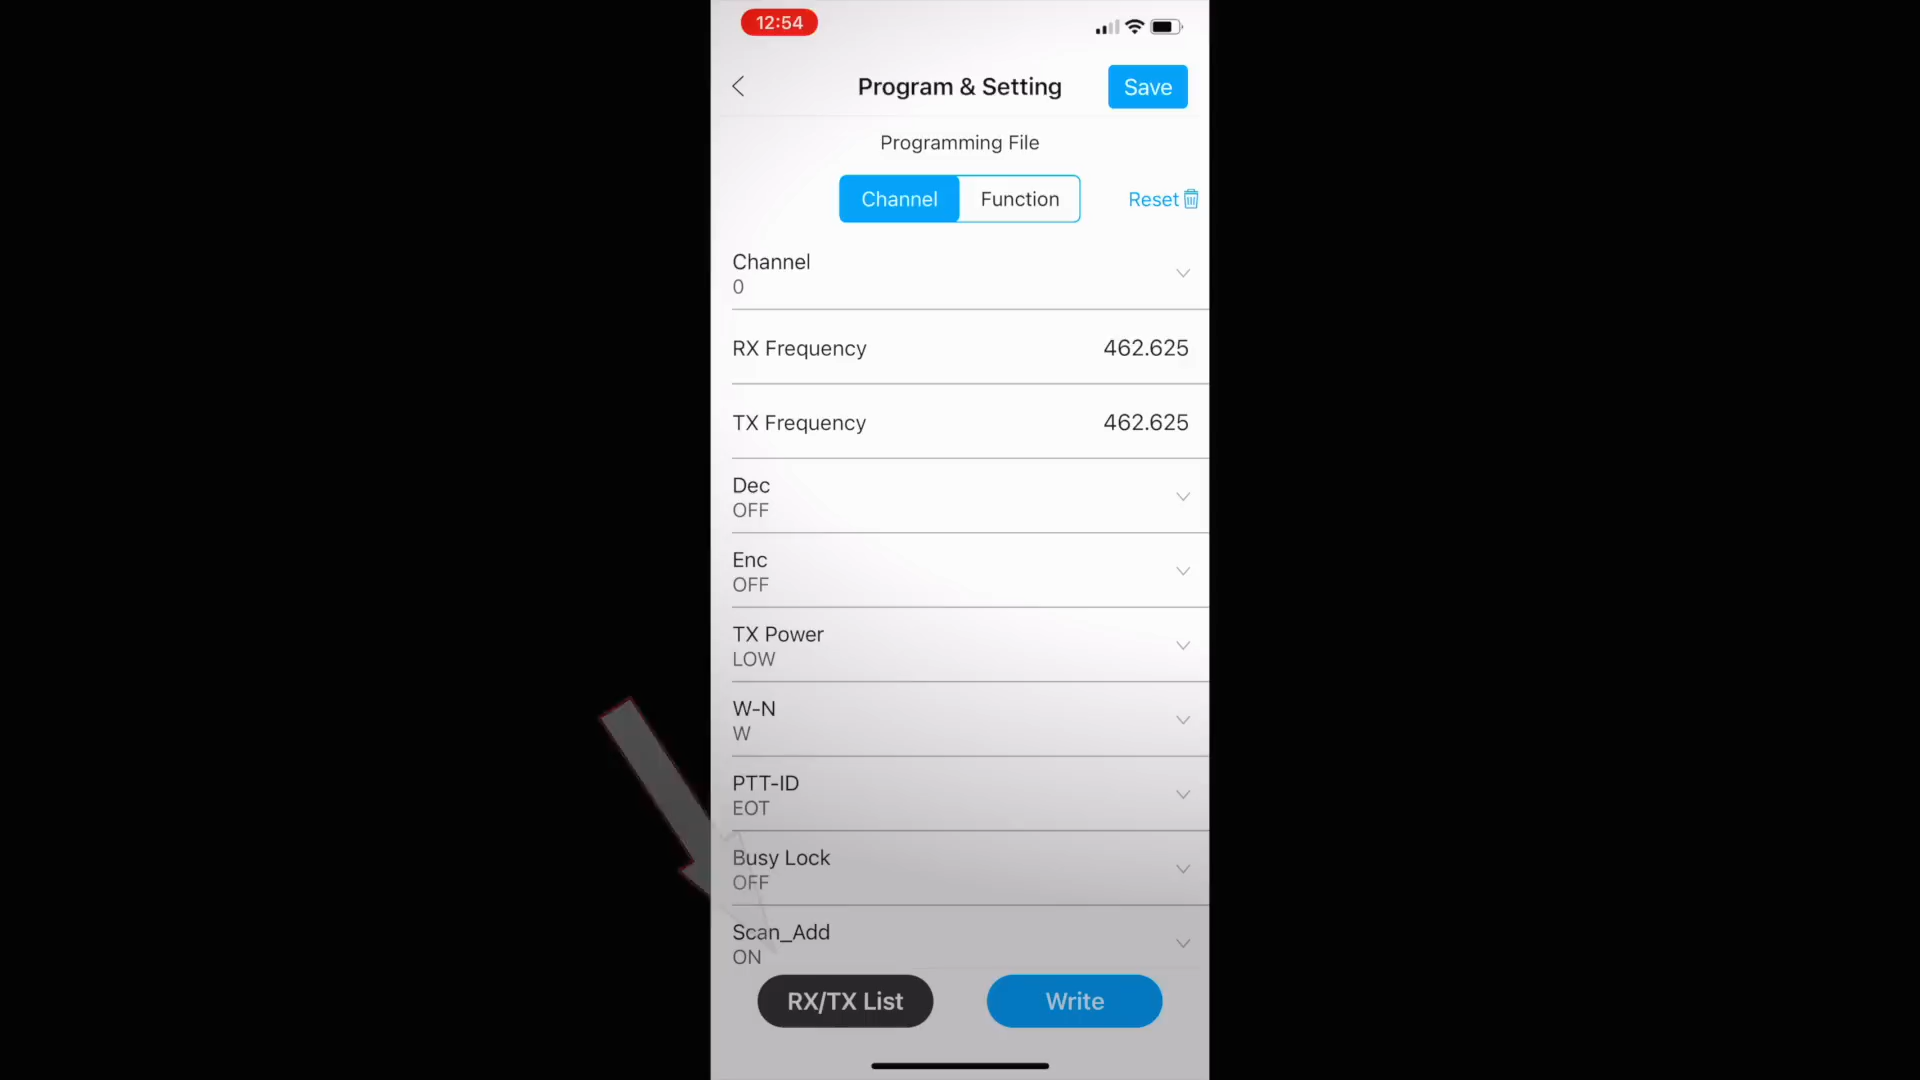 12:54
Program & Setting
Save
Programming File
Channel
Function
Reset
Channel
0
RX Frequency
462.625
TX Frequency
462.625
Dec
OFF
Enc
OFF
TX Power
LOW
W-N
W
PTT-ID
EOT
Busy Lock
OFF
Scan_Add
ON
RX/TX List
Write